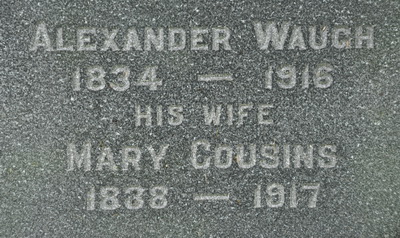 ALEXANDER WAUGH
1834 — 1916
HIS WIFE
MARY COUSINS
1838 — 1917